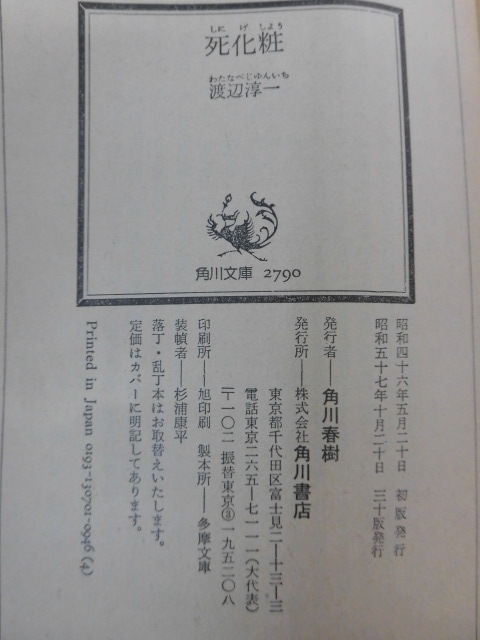 しにげしよう
死化粧
わたなべじゆんいち
渡辺淳一
角川文庫 2790
昭和四十六年五月二十日 初版発行
昭和五十七年十月二十日 三十版発行
発行者——角川春樹
発行所——株式会社角川書店
東京都千代田区富士見二—十三—三
電話東京二六五—七一一一(大代表)
〒一〇二 振替東京③一九五二〇八
印刷所——旭印刷 製本所——多摩文庫
装幀者——杉浦康平
落丁・乱丁本はお取替えいたします。
定価はカバーに明記してあります。
Printed in Japan 0193-130701-0946(4)